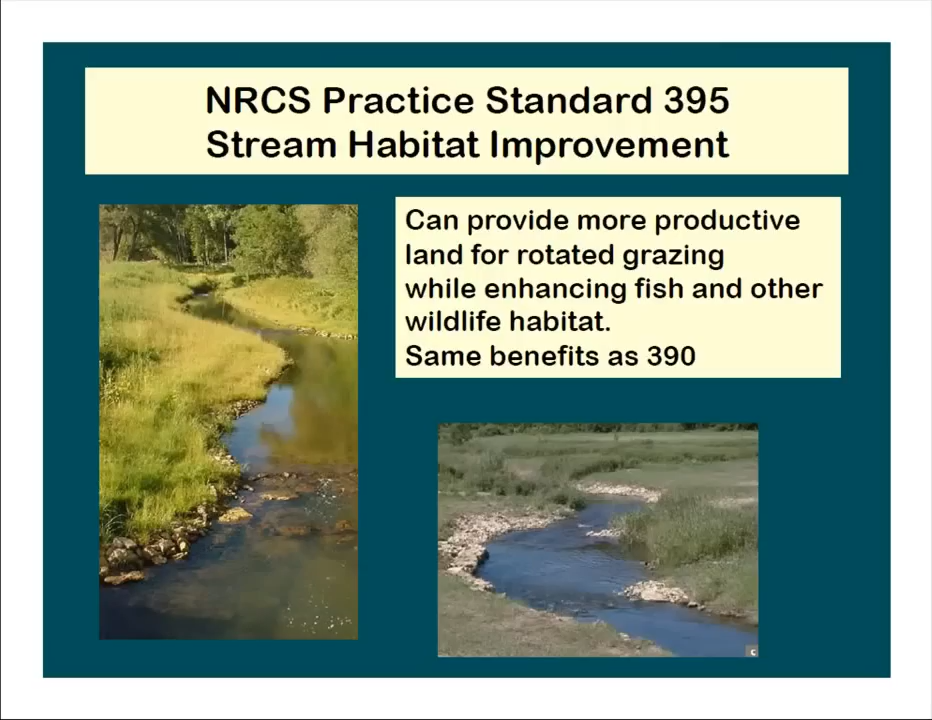 NRCS Practice Standard 395
Stream Habitat Improvement
Can provide more productive
land for rotated grazing
while enhancing fish and other
wildlife habitat.
Same benefits as 390
c